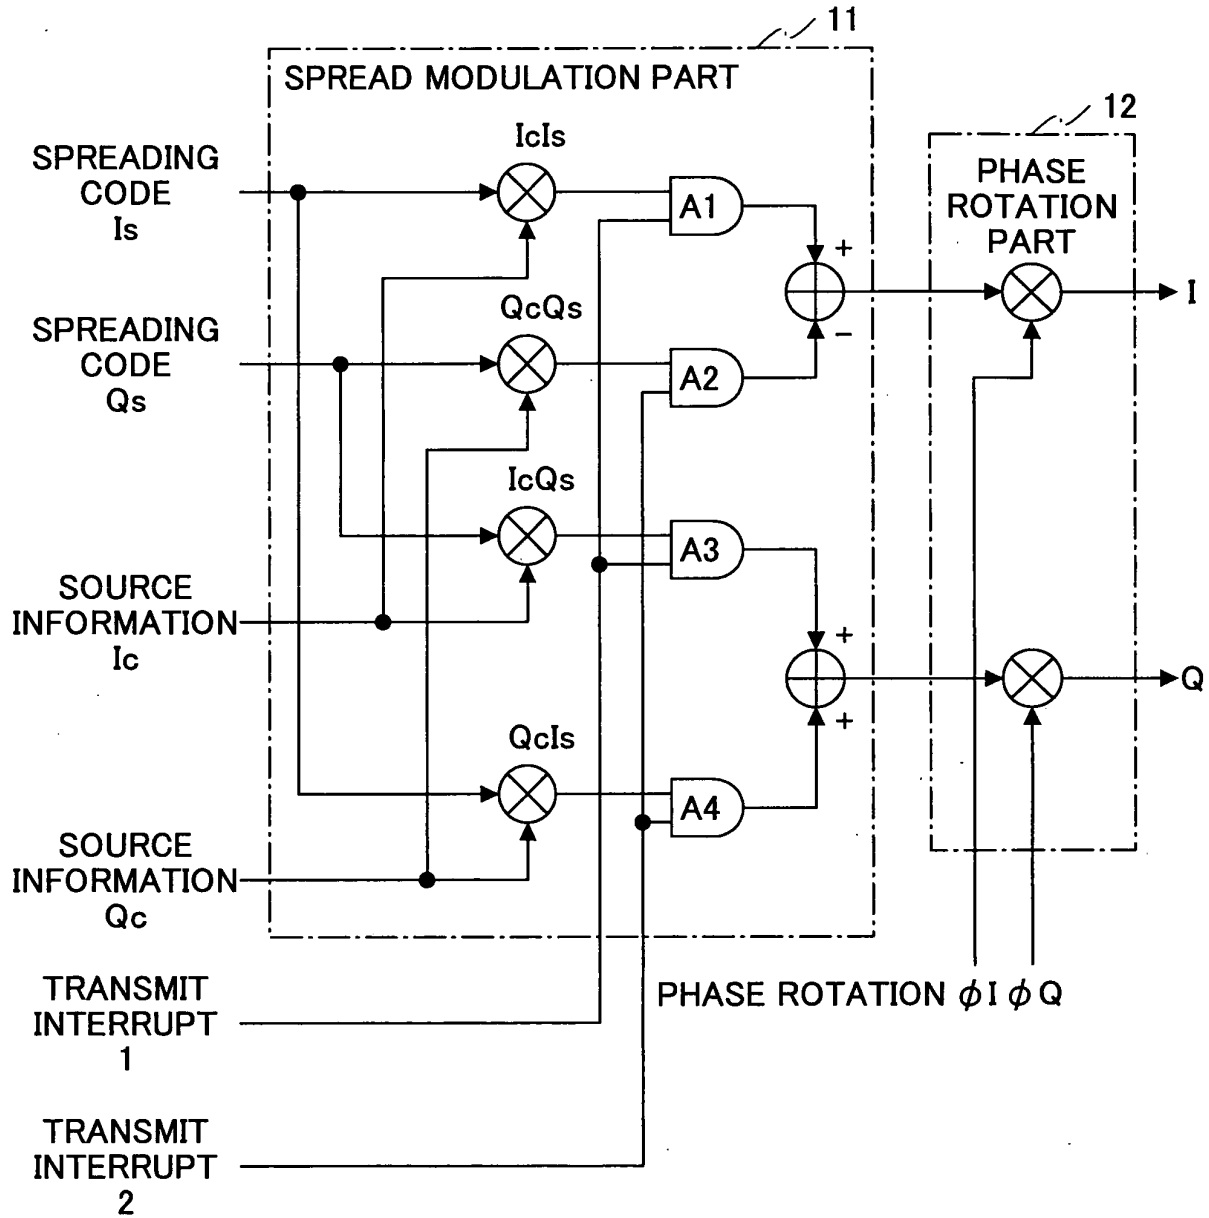 11
SPREAD MODULATION PART
12
SPREADING
CODE
Is
IcIs
A1
PHASE
ROTATION
PART
+
−
I
SPREADING
CODE
Qs
QcQs
A2
IcQs
A3
SOURCE
INFORMATION
Ic
+
+
Q
QcIs
A4
SOURCE
INFORMATION
Qc
TRANSMIT
INTERRUPT
1
PHASE ROTATION ϕI ϕQ
TRANSMIT
INTERRUPT
2